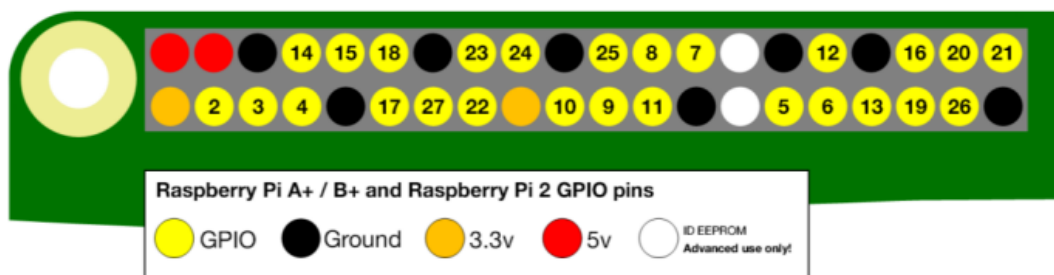 14 15 18 23 24 25 8 7 12 16 20 21
2 3 4 17 27 22 10 9 11 5 6 13 19 26
Raspberry Pi A+ / B+ and Raspberry Pi 2 GPIO pins
GPIO Ground 3.3v 5v ID EEPROM
Advanced use only!